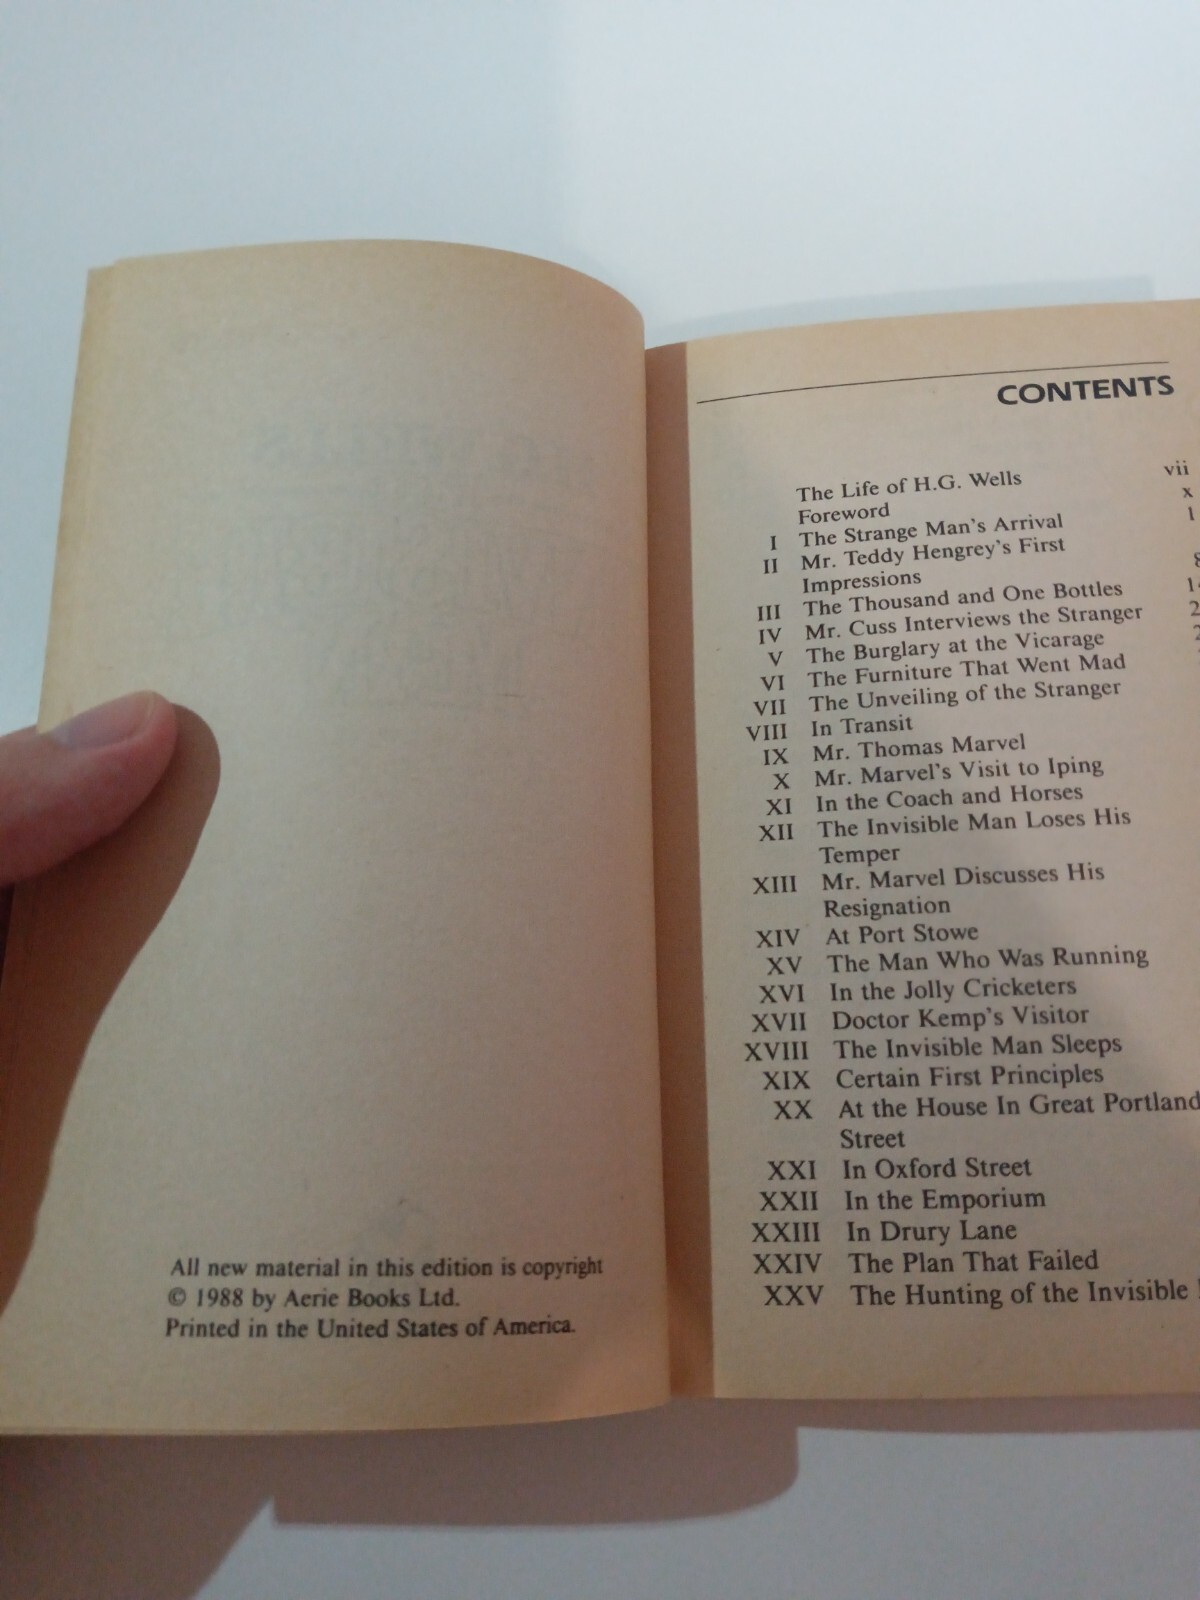 All new material in this edition is copyright
© 1988 by Aerie Books Ltd.
Printed in the United States of America.
CONTENTS
The Life of H.G. Wells vii
Foreword x
I The Strange Man's Arrival 1
II Mr. Teddy Hengrey's First
Impressions
III The Thousand and One Bottles
IV Mr. Cuss Interviews the Stranger
V The Burglary at the Vicarage
VI The Furniture That Went Mad
VII The Unveiling of the Stranger
VIII In Transit
IX Mr. Thomas Marvel
X Mr. Marvel's Visit to Iping
XI In the Coach and Horses
XII The Invisible Man Loses His
Temper
XIII Mr. Marvel Discusses His
Resignation
XIV At Port Stowe
XV The Man Who Was Running
XVI In the Jolly Cricketers
XVII Doctor Kemp's Visitor
XVIII The Invisible Man Sleeps
XIX Certain First Principles
XX At the House In Great Portland
Street
XXI In Oxford Street
XXII In the Emporium
XXIII In Drury Lane
XXIV The Plan That Failed
XXV The Hunting of the Invisible